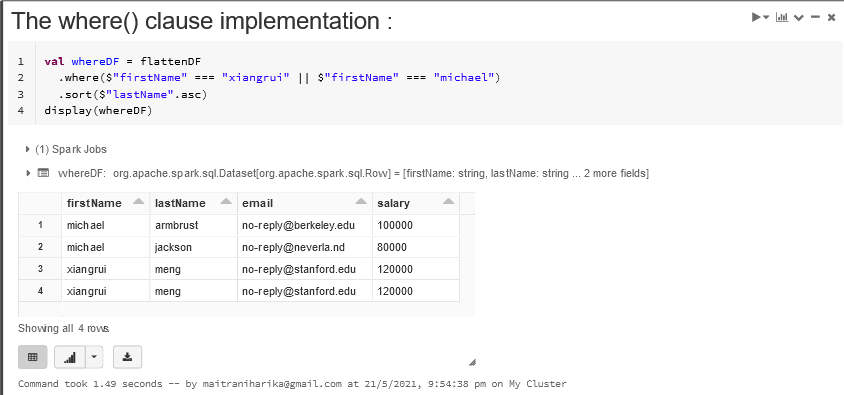 The where() clause implementation :
1 val whereDF = flattenDF
2 .where($"firstName" === "xiangrui" || $"firstName" === "michael")
3 .sort($"lastName".asc)
4 display(whereDF)
(1) Spark Jobs
whereDF: org.apache.spark.sql.Dataset[org.apache.spark.sql.Row] = [firstName: string, lastName: string ... 2 more fields]
firstName lastName email salary
1 michael armbrust no-reply@berkeley.edu 100000
2 michael jackson no-reply@neverla.nd 80000
3 xiangrui meng no-reply@stanford.edu 120000
4 xiangrui meng no-reply@stanford.edu 120000
Showing all 4 rows.
Command took 1.49 seconds -- by maitraniharika@gmail.com at 21/5/2021, 9:54:38 pm on My Cluster